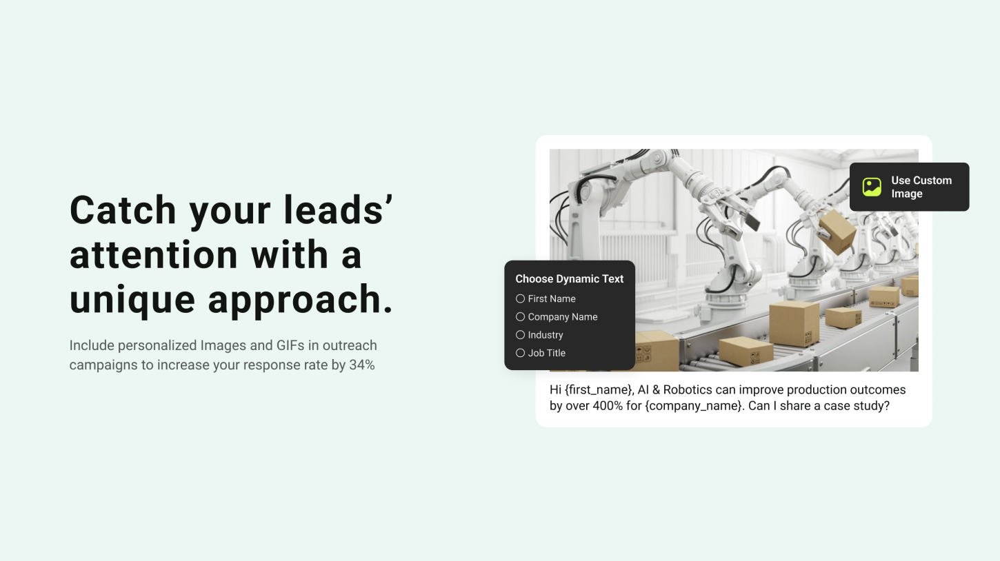 Catch your leads’
attention with a
unique approach.
Include personalized Images and GIFs in outreach
campaigns to increase your response rate by 34%
Use Custom
Image
Choose Dynamic Text
First Name
Company Name
Industry
Job Title
Hi {first_name}, AI & Robotics can improve production outcomes
by over 400% for {company_name}. Can I share a case study?